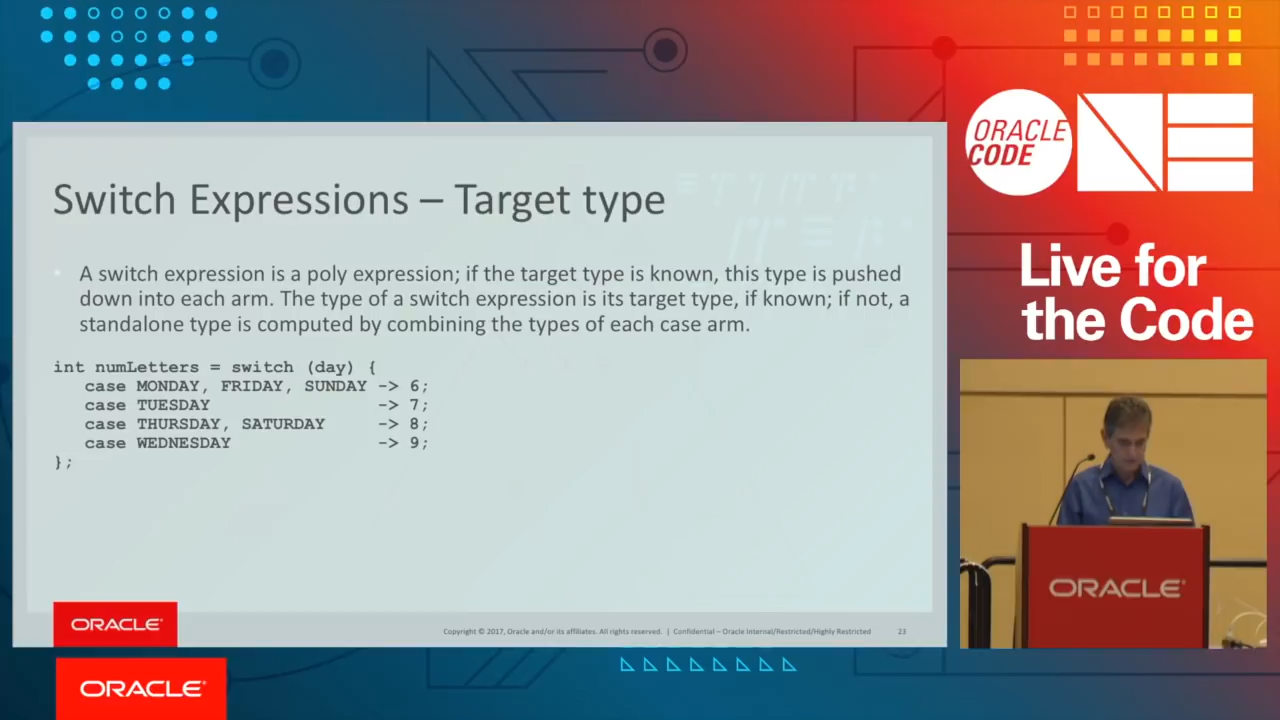 ORACLE
CODE
ONE
Live for
the Code
Switch Expressions – Target type
• A switch expression is a poly expression; if the target type is known, this type is pushed
down into each arm. The type of a switch expression is its target type, if known; if not, a
standalone type is computed by combining the types of each case arm.
int numLetters = switch (day) {
case MONDAY, FRIDAY, SUNDAY -> 6;
case TUESDAY -> 7;
case THURSDAY, SATURDAY -> 8;
case WEDNESDAY -> 9;
};
ORACLE®
Copyright © 2017, Oracle and/or its affiliates. All rights reserved. | Confidential – Oracle Internal/Restricted/Highly Restricted 23
ORACLE®
ORACLE®